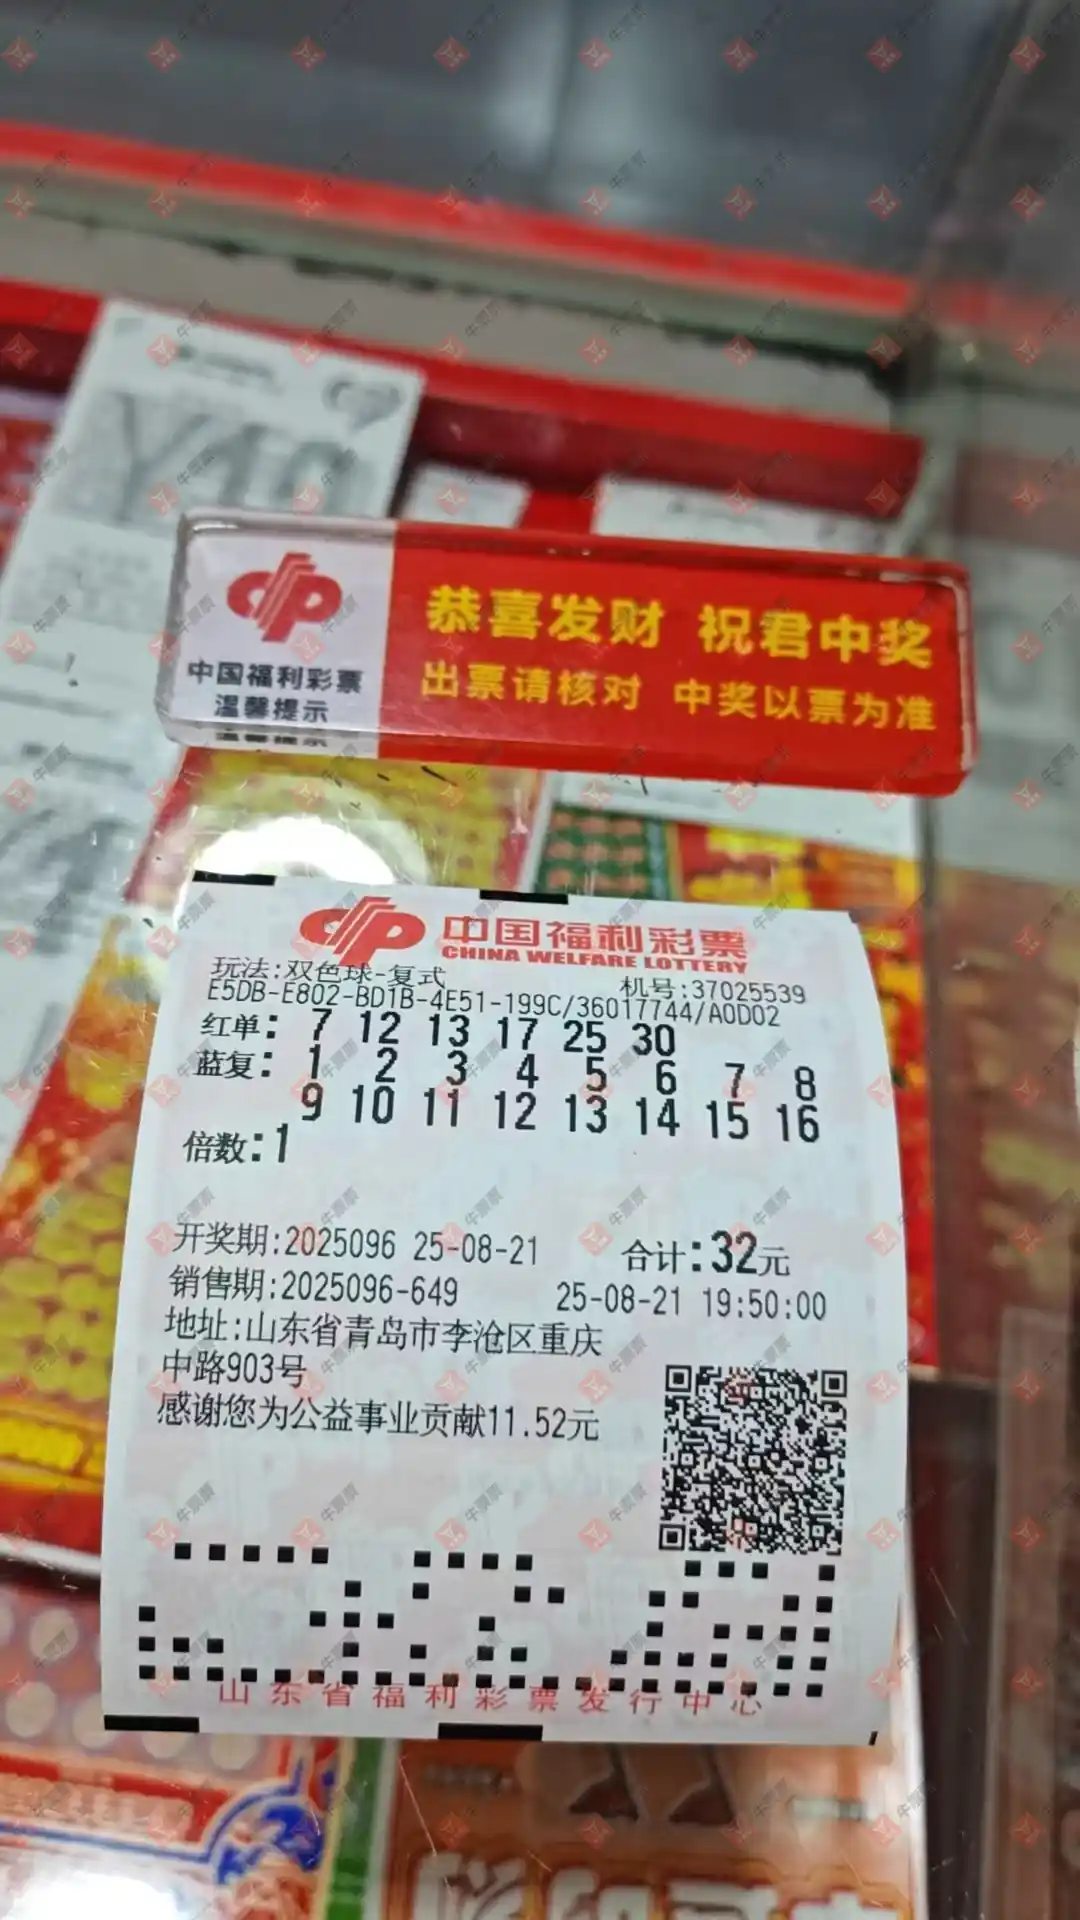 ¥10
中国福利彩票
温馨提示
恭喜发财 祝君中奖
出票请核对 中奖以票为准
中国福利彩票
CHINA WELFARE LOTTERY
玩法:双色球-复式 机号:37025539
E5DB-E802-BD1B-4E51-199C/36017744/A0D02
红单: 7 12 13 17 25 30
蓝复: 1 2 3 4 5 6 7 8
9 10 11 12 13 14 15 16
倍数:1
开奖期:2025096 25-08-21 合计:32元
销售期:2025096-649 25-08-21 19:50:00
地址:山东省青岛市李沧区重庆
中路903号
感谢您为公益事业贡献11.52元
山东省福利彩票发行中心
牛票票